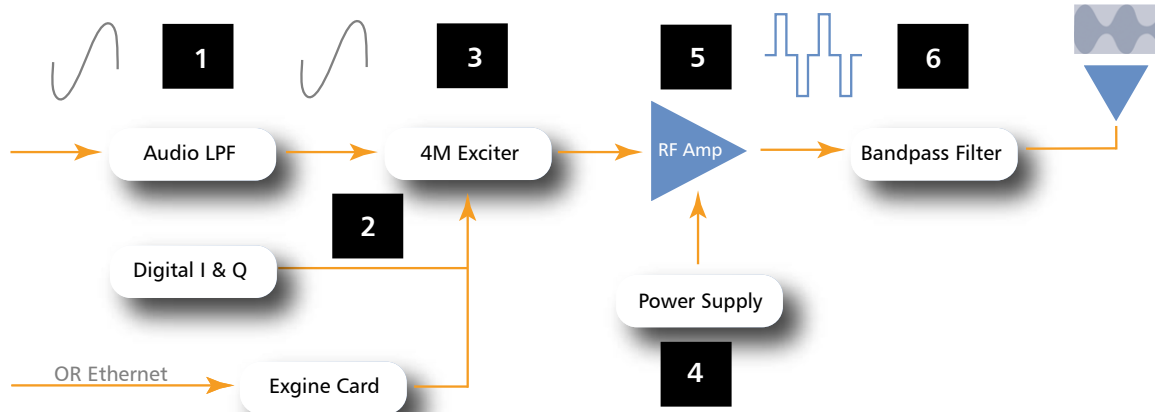 1
3
5
6
Audio LPF
4M Exciter
RF Amp
Bandpass Filter
2
Digital I & Q
Power Supply
OR Ethernet
Exgine Card
4